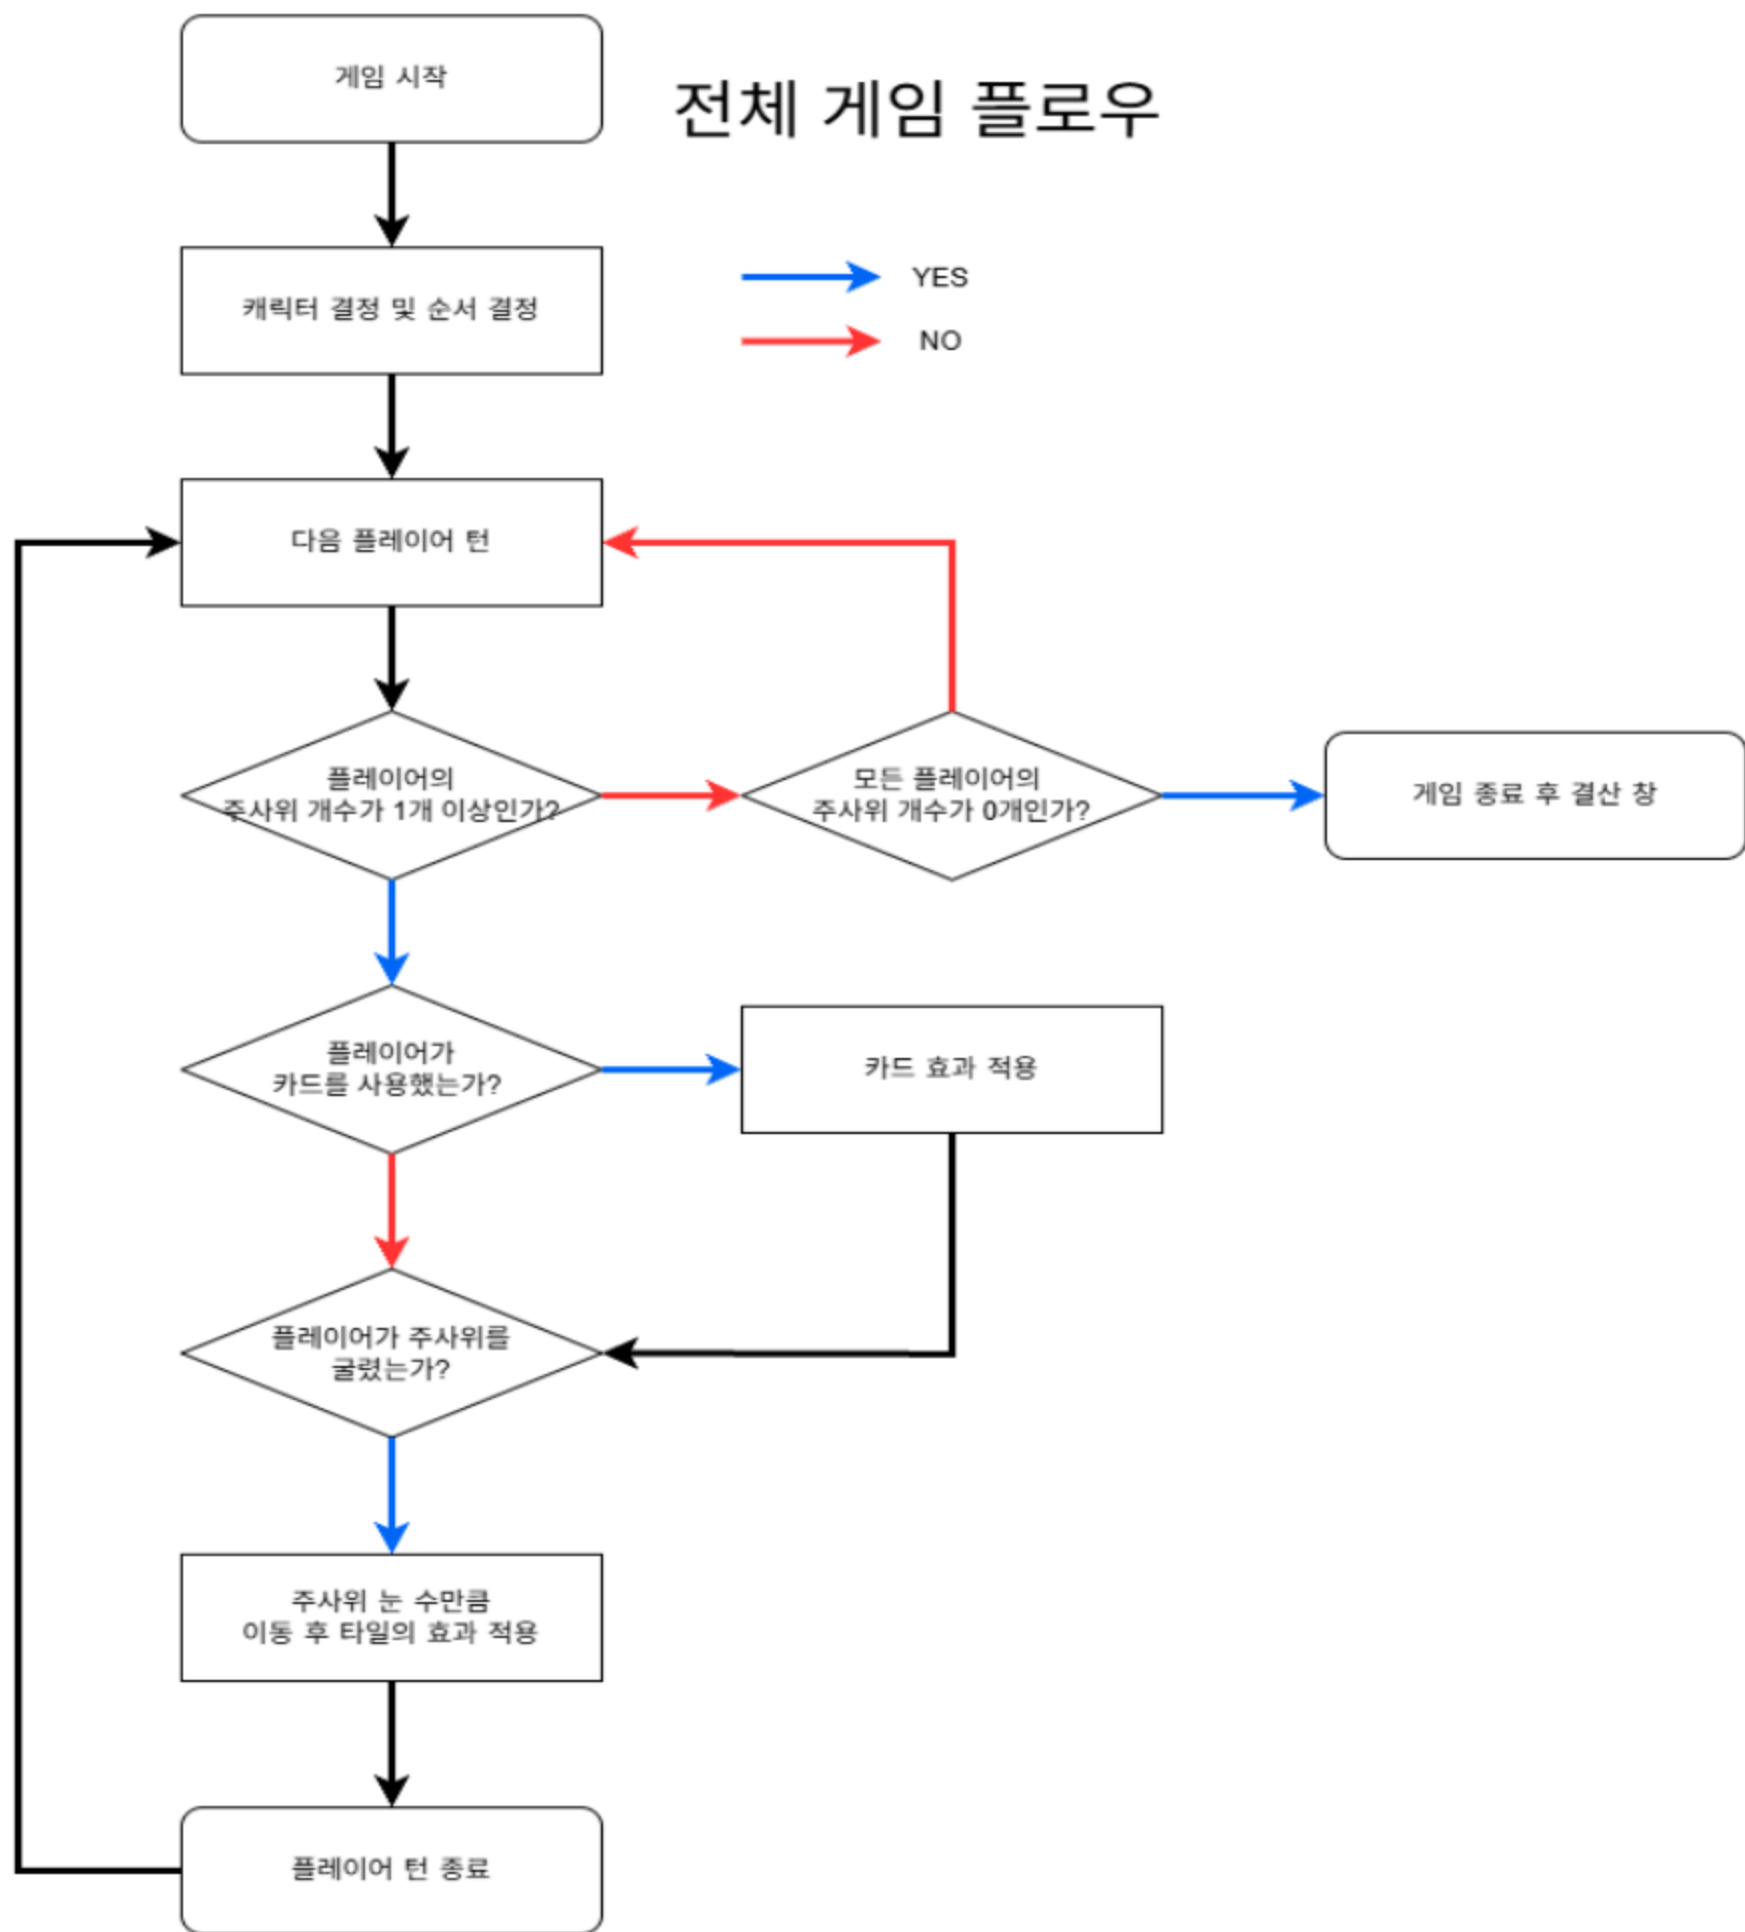 게임 시작
전체 게임 플로우
캐릭터 결정 및 순서 결정
YES
NO
다음 플레이어 턴
플레이어의
주사위 개수가 1개 이상인가?
모든 플레이어의
주사위 개수가 0개인가?
게임 종료 후 결산 창
플레이어가
카드를 사용했는가?
카드 효과 적용
플레이어가 주사위를
굴렸는가?
주사위 눈 수만큼
이동 후 타일의 효과 적용
플레이어 턴 종료